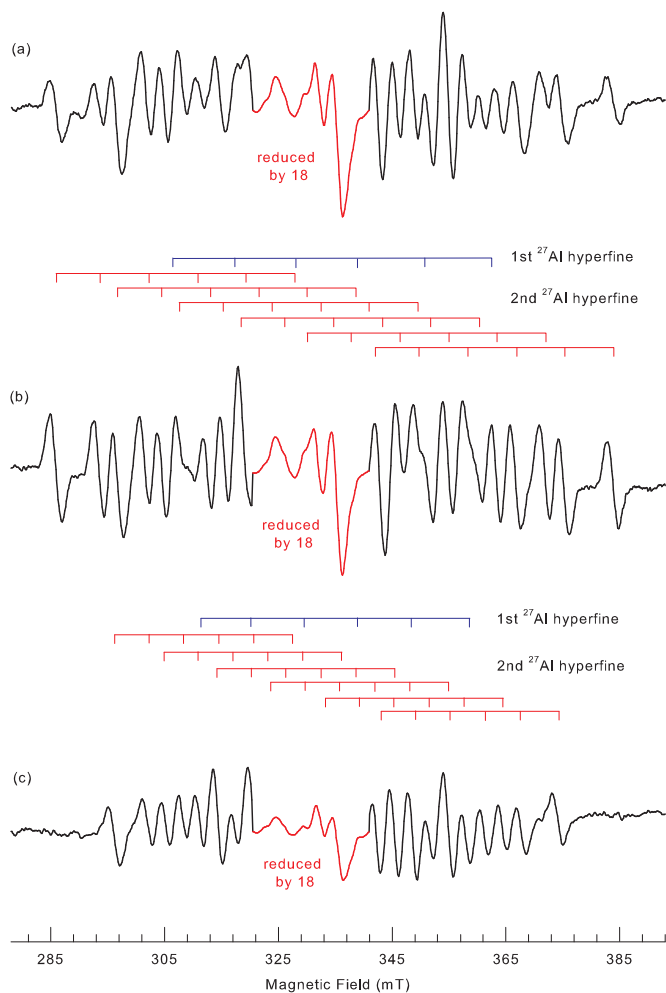 (a)
reduced
by 18
1st ²⁷Al hyperfine
2nd ²⁷Al hyperfine
(b)
reduced
by 18
1st ²⁷Al hyperfine
2nd ²⁷Al hyperfine
(c)
reduced
by 18
285 305 325 345 365 385
Magnetic Field (mT)